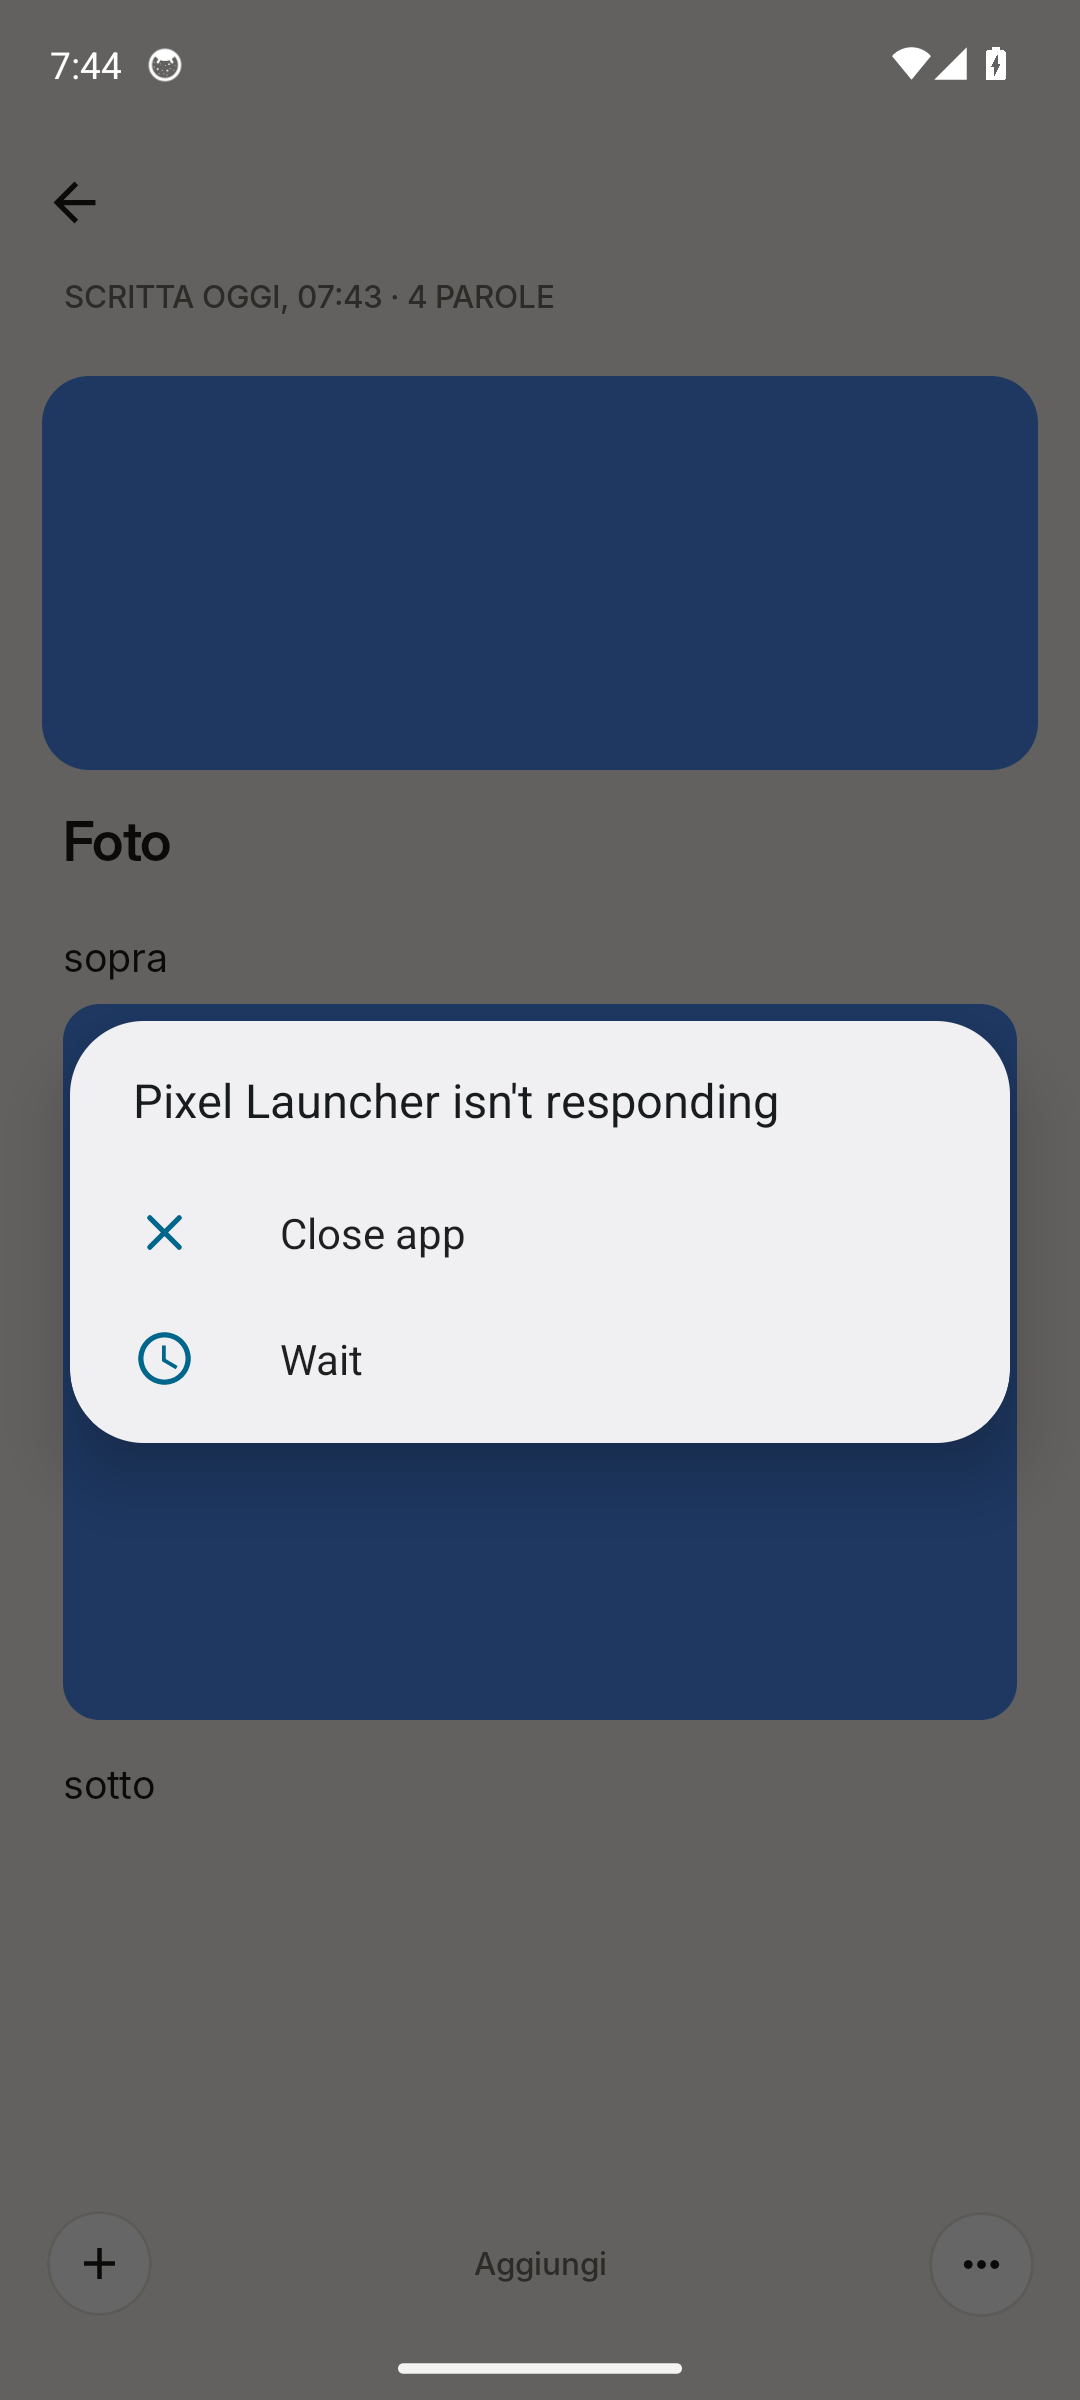 7:44
SCRITTA OGGI, 07:43 · 4 PAROLE
Foto
sopra
Pixel Launcher isn't responding
Close app
Wait
sotto
Aggiungi